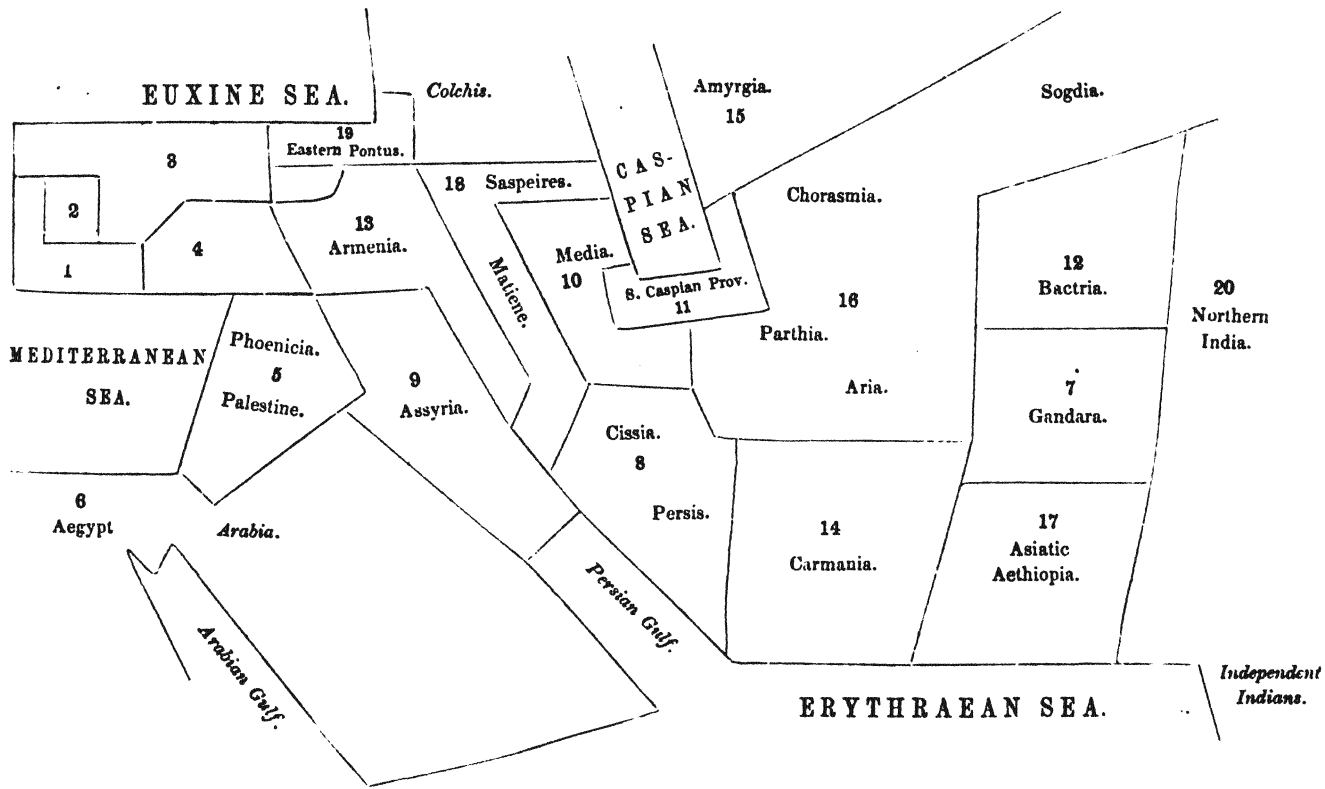 EUXINE SEA.
Colchis.
Amyrgia.
15
Sogdia.
19
Eastern Pontus.
3
18 Saspeires.
CAS-
PIAN
SEA.
Chorasmia.
2
13
Armenia.
4
1
Matiene.
Media.
10
S. Caspian Prov.
11
16
12
Bactria.
20
Northern
India.
Parthia.
MEDITERRANEAN
SEA.
Phoenicia.
5
Palestine.
9
Assyria.
Aria.
7
Gandara.
Cissia.
8
Persis.
6
Aegypt
Arabia.
14
Carmania.
17
Asiatic
Aethiopia.
Persian Gulf.
Arabian Gulf.
ERYTHRAEAN SEA.
Independent
Indians.